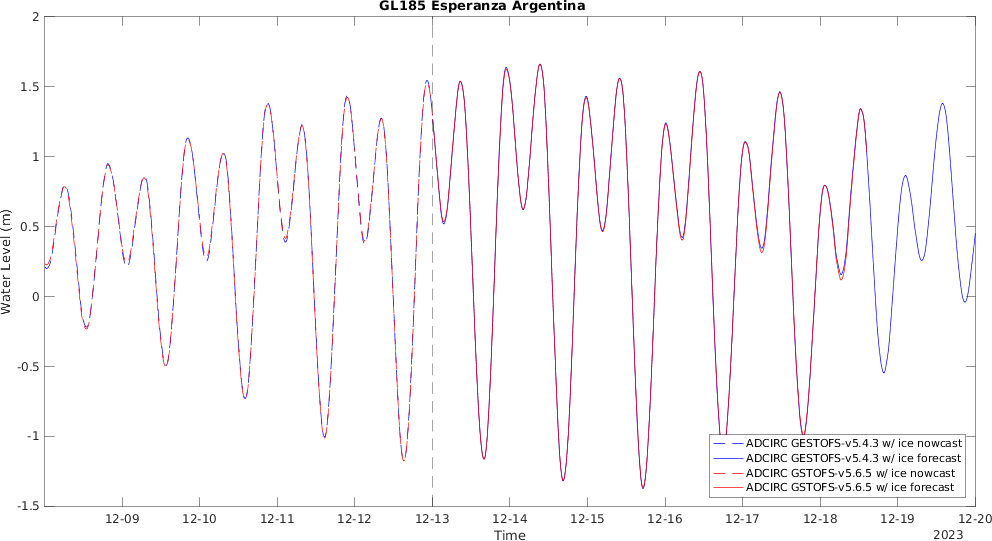 GL185 Esperanza Argentina
2
1.5
1
0.5
0
-0.5
-1
-1.5
Water Level (m)
12-09 12-10 12-11 12-12 12-13 12-14 12-15 12-16 12-17 12-18 12-19 12-20
Time
2023
ADCIRC GESTOFS-v5.4.3 w/ ice nowcast
ADCIRC GESTOFS-v5.4.3 w/ ice forecast
ADCIRC GSTOFS-v5.6.5 w/ ice nowcast
ADCIRC GSTOFS-v5.6.5 w/ ice forecast